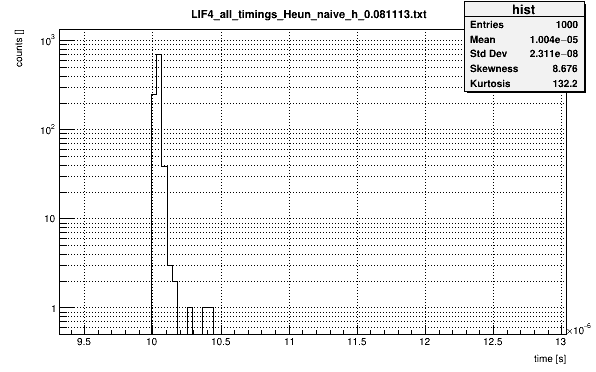 LIF4_all_timings_Heun_naive_h_0.081113.txt
hist
Entries 1000
Mean 1.004e−05
Std Dev 2.311e−08
Skewness 8.676
Kurtosis 132.2
counts []
10³
10²
10
1
9.5 10 10.5 11 11.5 12 12.5 13
×10⁻⁶
time [s]